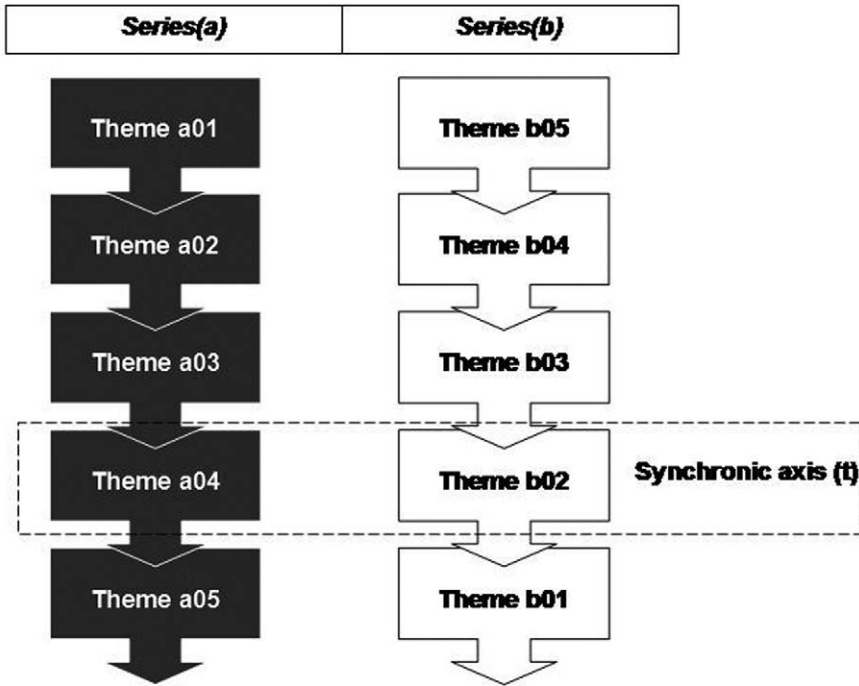 Series(a) Series(b)
Theme a01 Theme b05
Theme a02 Theme b04
Theme a03 Theme b03
Theme a04 Theme b02 Synchronic axis (t)
Theme a05 Theme b01